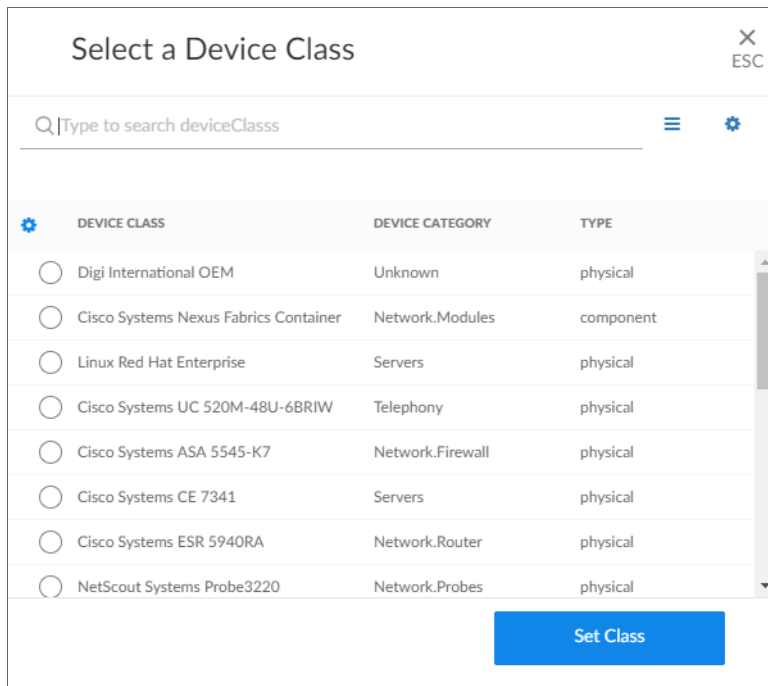 Select a Device Class
ESC
Type to search deviceClasss
DEVICE CLASS DEVICE CATEGORY TYPE
Digi International OEM Unknown physical
Cisco Systems Nexus Fabrics Container Network.Modules component
Linux Red Hat Enterprise Servers physical
Cisco Systems UC 520M-48U-6BRIW Telephony physical
Cisco Systems ASA 5545-K7 Network.Firewall physical
Cisco Systems CE 7341 Servers physical
Cisco Systems ESR 5940RA Network.Router physical
NetScout Systems Probe3220 Network.Probes physical
Set Class